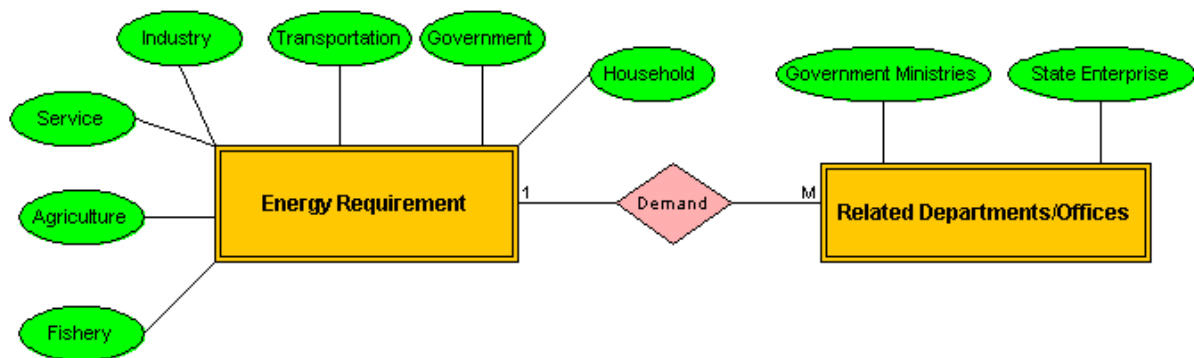 Industry
Transportation
Government
Household
Government Ministries
State Enterprise
Service
Energy Requirement
1
Demand
M
Related Departments/Offices
Agriculture
Fishery